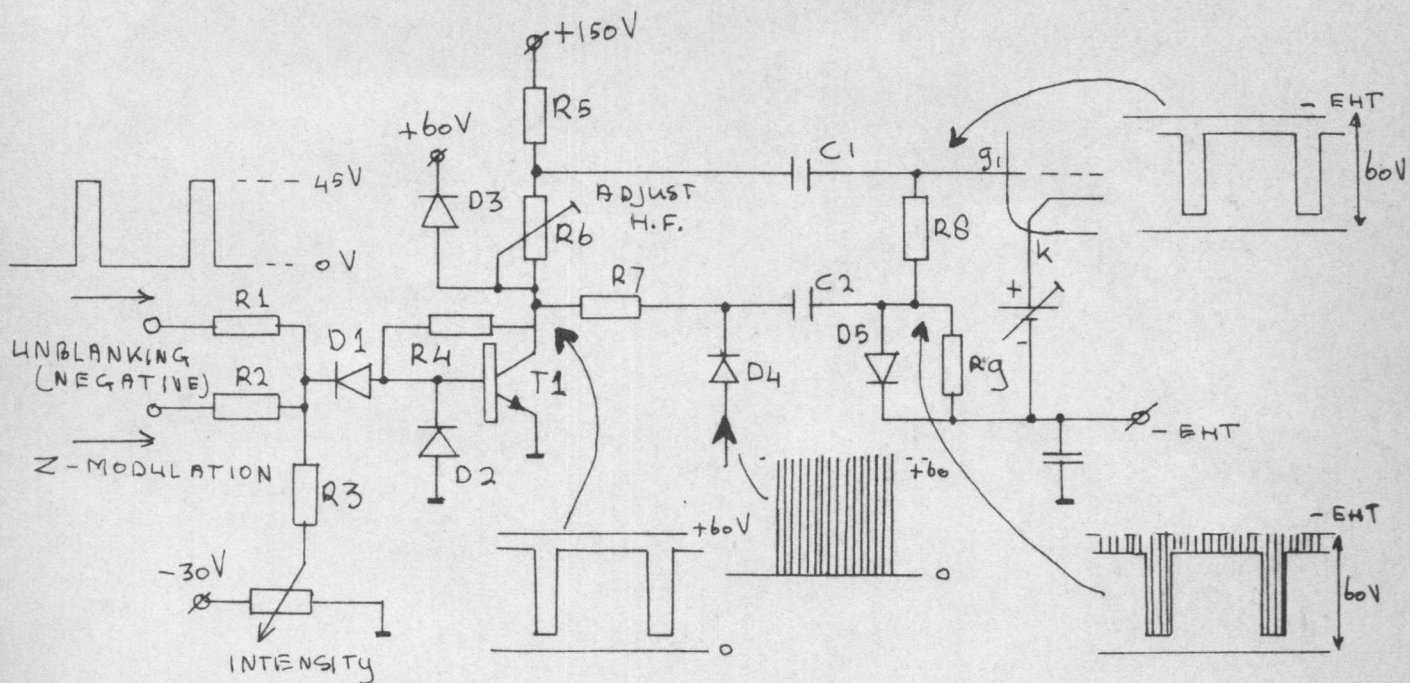 +150V
R5
+60V
D3
ADJUST
H.F.
R6
C1
g1
- EHT
60V
45V
0V
R1
UNBLANKING
(NEGATIVE)
R2
Z-MODULATION
D1
R4
T1
D2
R3
-30V
INTENSITY
R7
C2
D4
R8
D5
R9
k
+
-
- EHT
+60V
0
+60
0
- EHT
60V